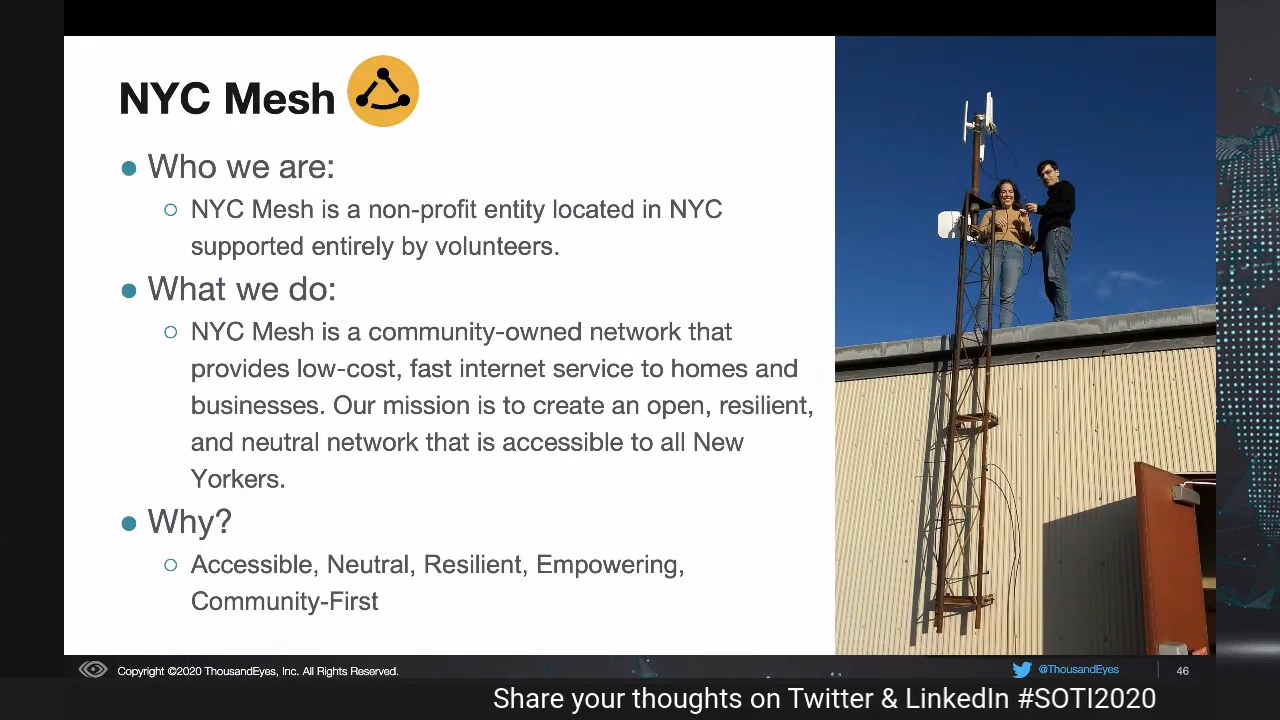 NYC Mesh
Who we are:
NYC Mesh is a non-profit entity located in NYC
supported entirely by volunteers.
What we do:
NYC Mesh is a community-owned network that
provides low-cost, fast internet service to homes and
businesses. Our mission is to create an open, resilient,
and neutral network that is accessible to all New
Yorkers.
Why?
Accessible, Neutral, Resilient, Empowering,
Community-First
Copyright ©2020 ThousandEyes, Inc. All Rights Reserved.
@ThousandEyes
46
Share your thoughts on Twitter & LinkedIn #SOTI2020